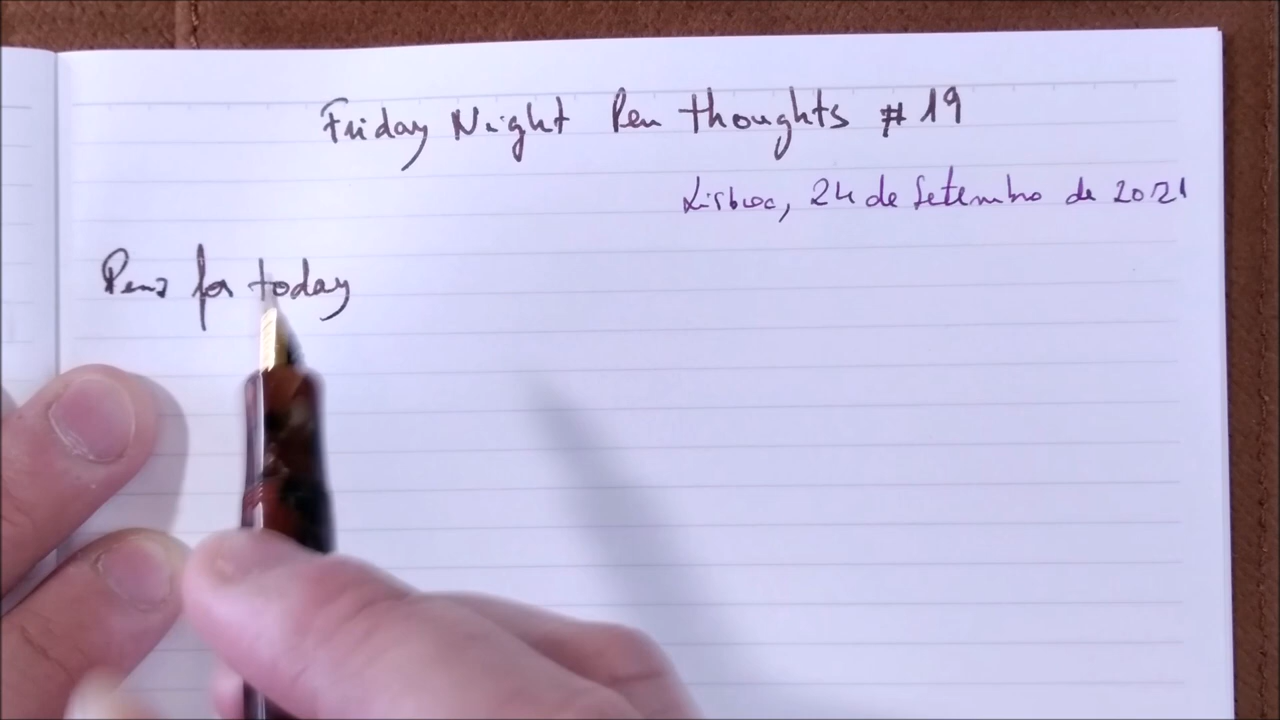 Friday Night Pen thoughts # 19
Lisboa, 24 de Setembro de 2021
Pens for today